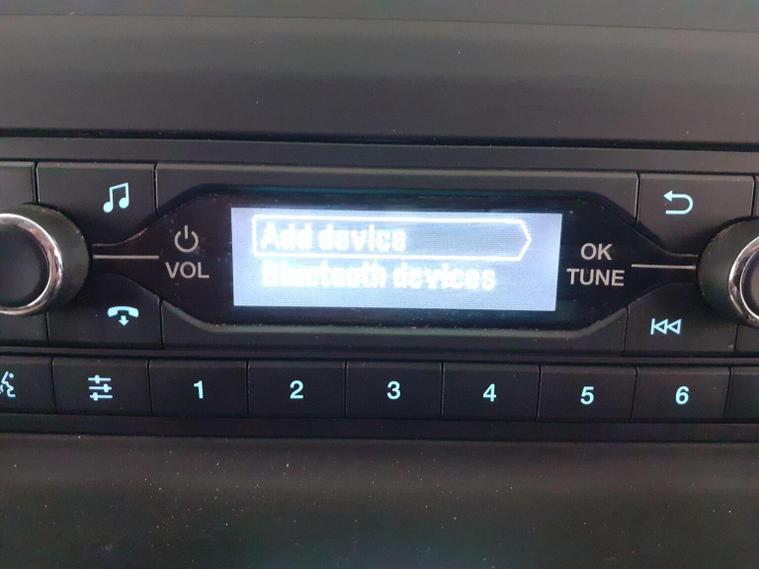 Add device
Bluetooth devices
VOL
OK
TUNE
1 2 3 4 5 6